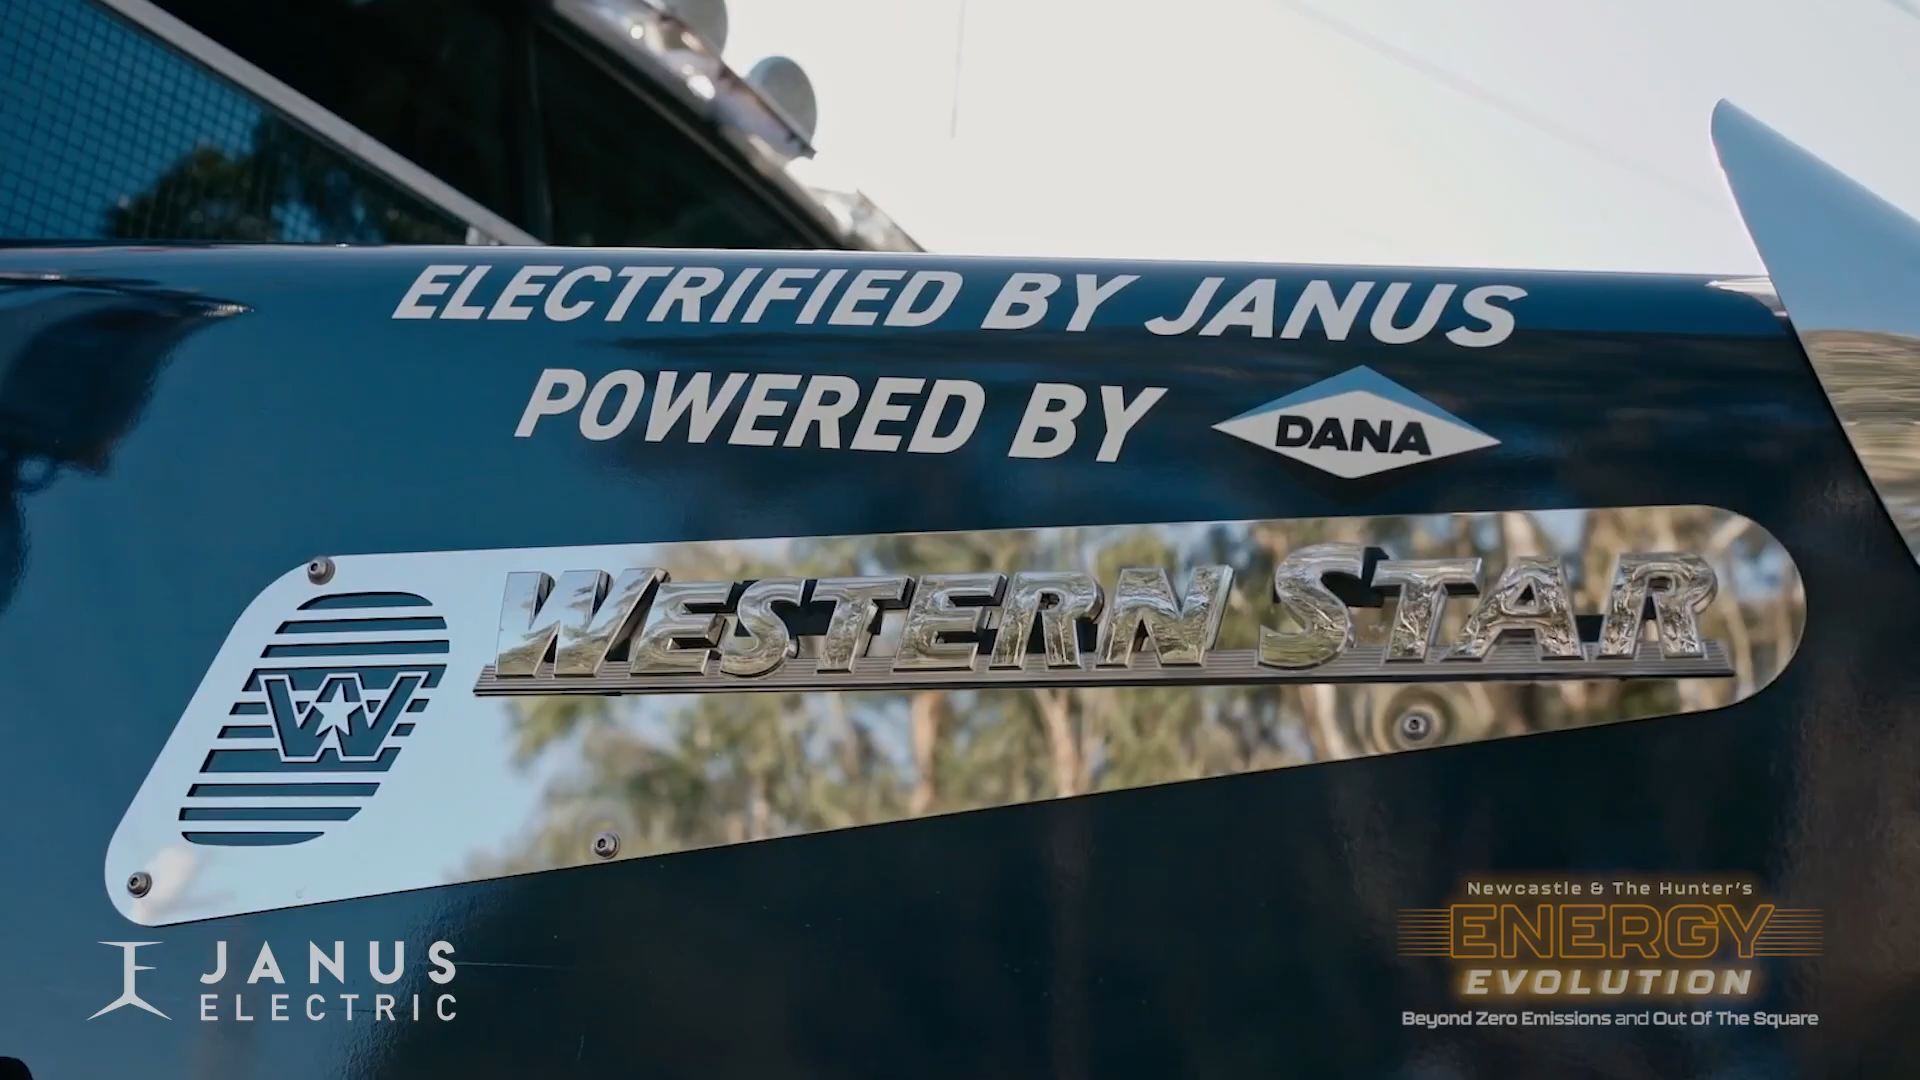 ELECTRIFIED BY JANUS
POWERED BY DANA
WESTERN STAR
W
JANUS
ELECTRIC
Newcastle & The Hunter's
ENERGY
EVOLUTION
Beyond Zero Emissions and Out Of The Square